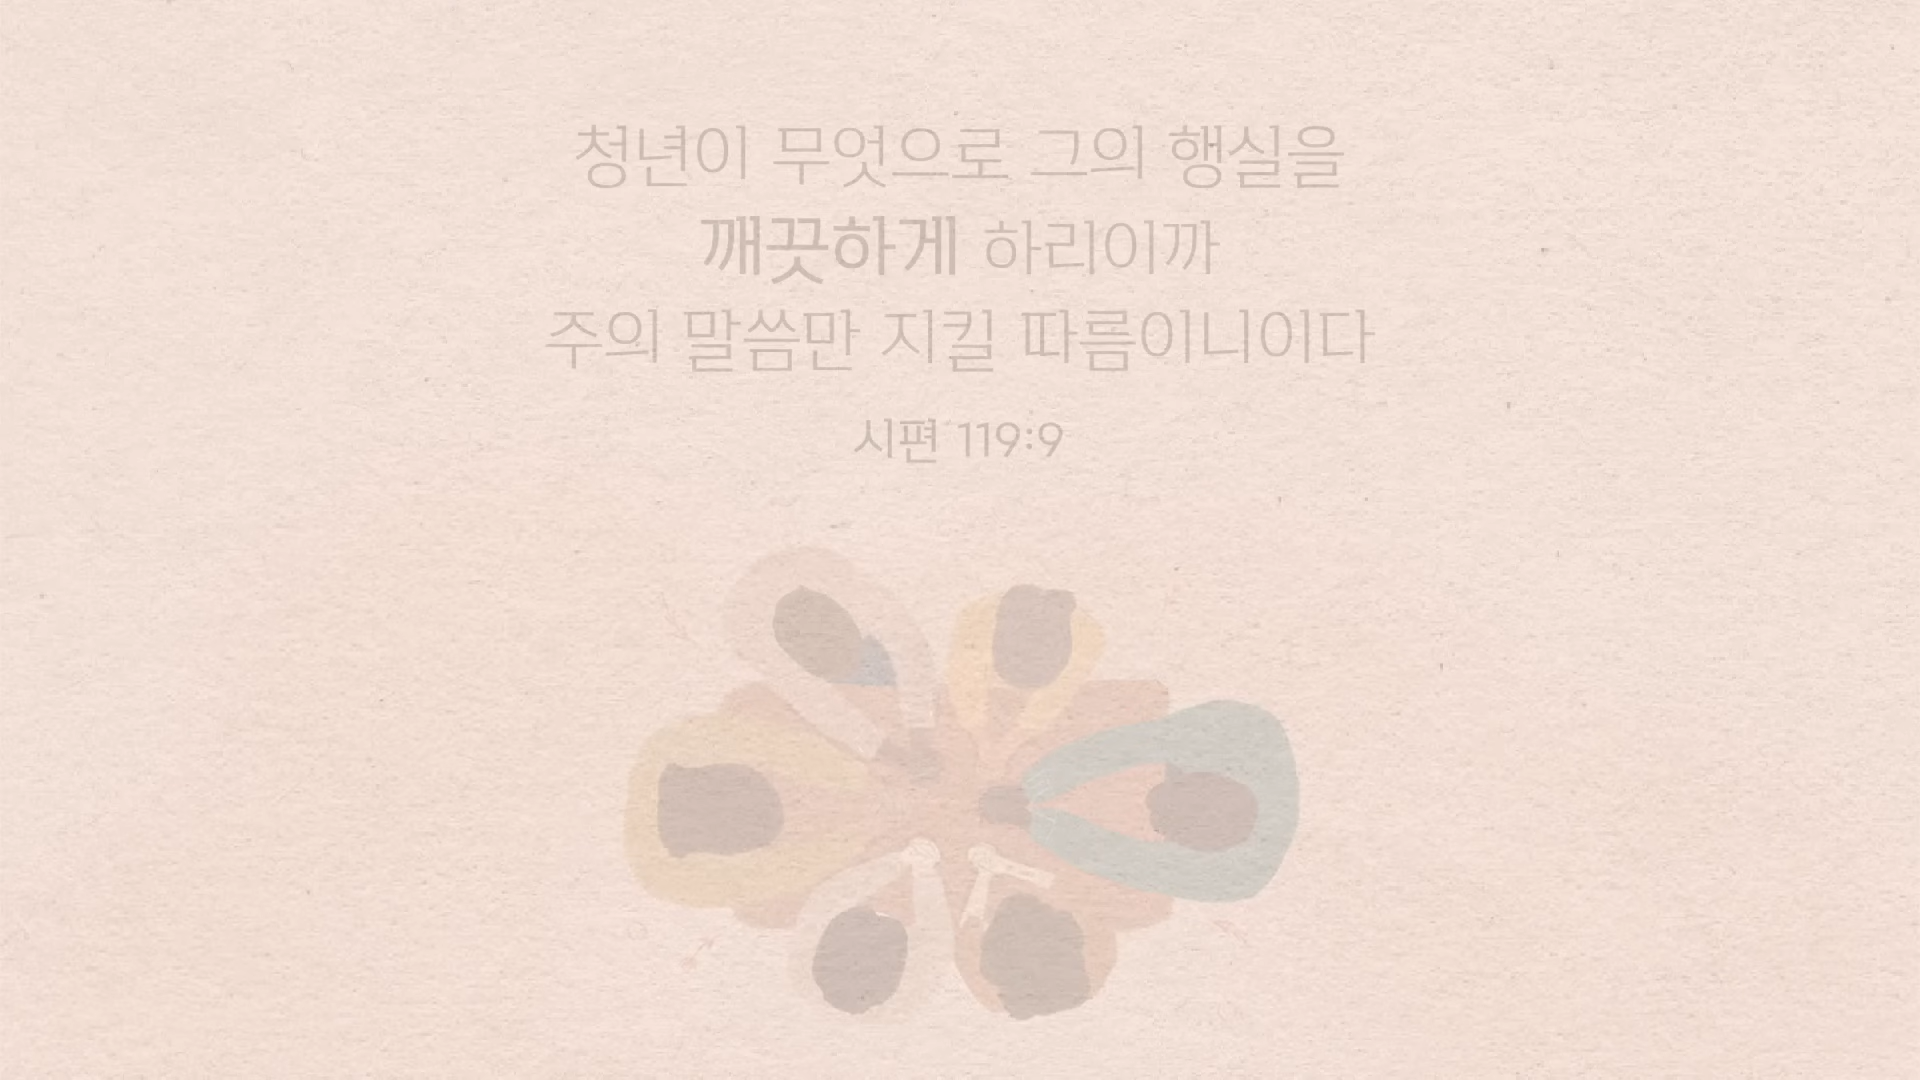 청년이 무엇으로 그의 행실을
깨끗하게 하리이까
주의 말씀만 지킬 따름이니이다
시편 119:9